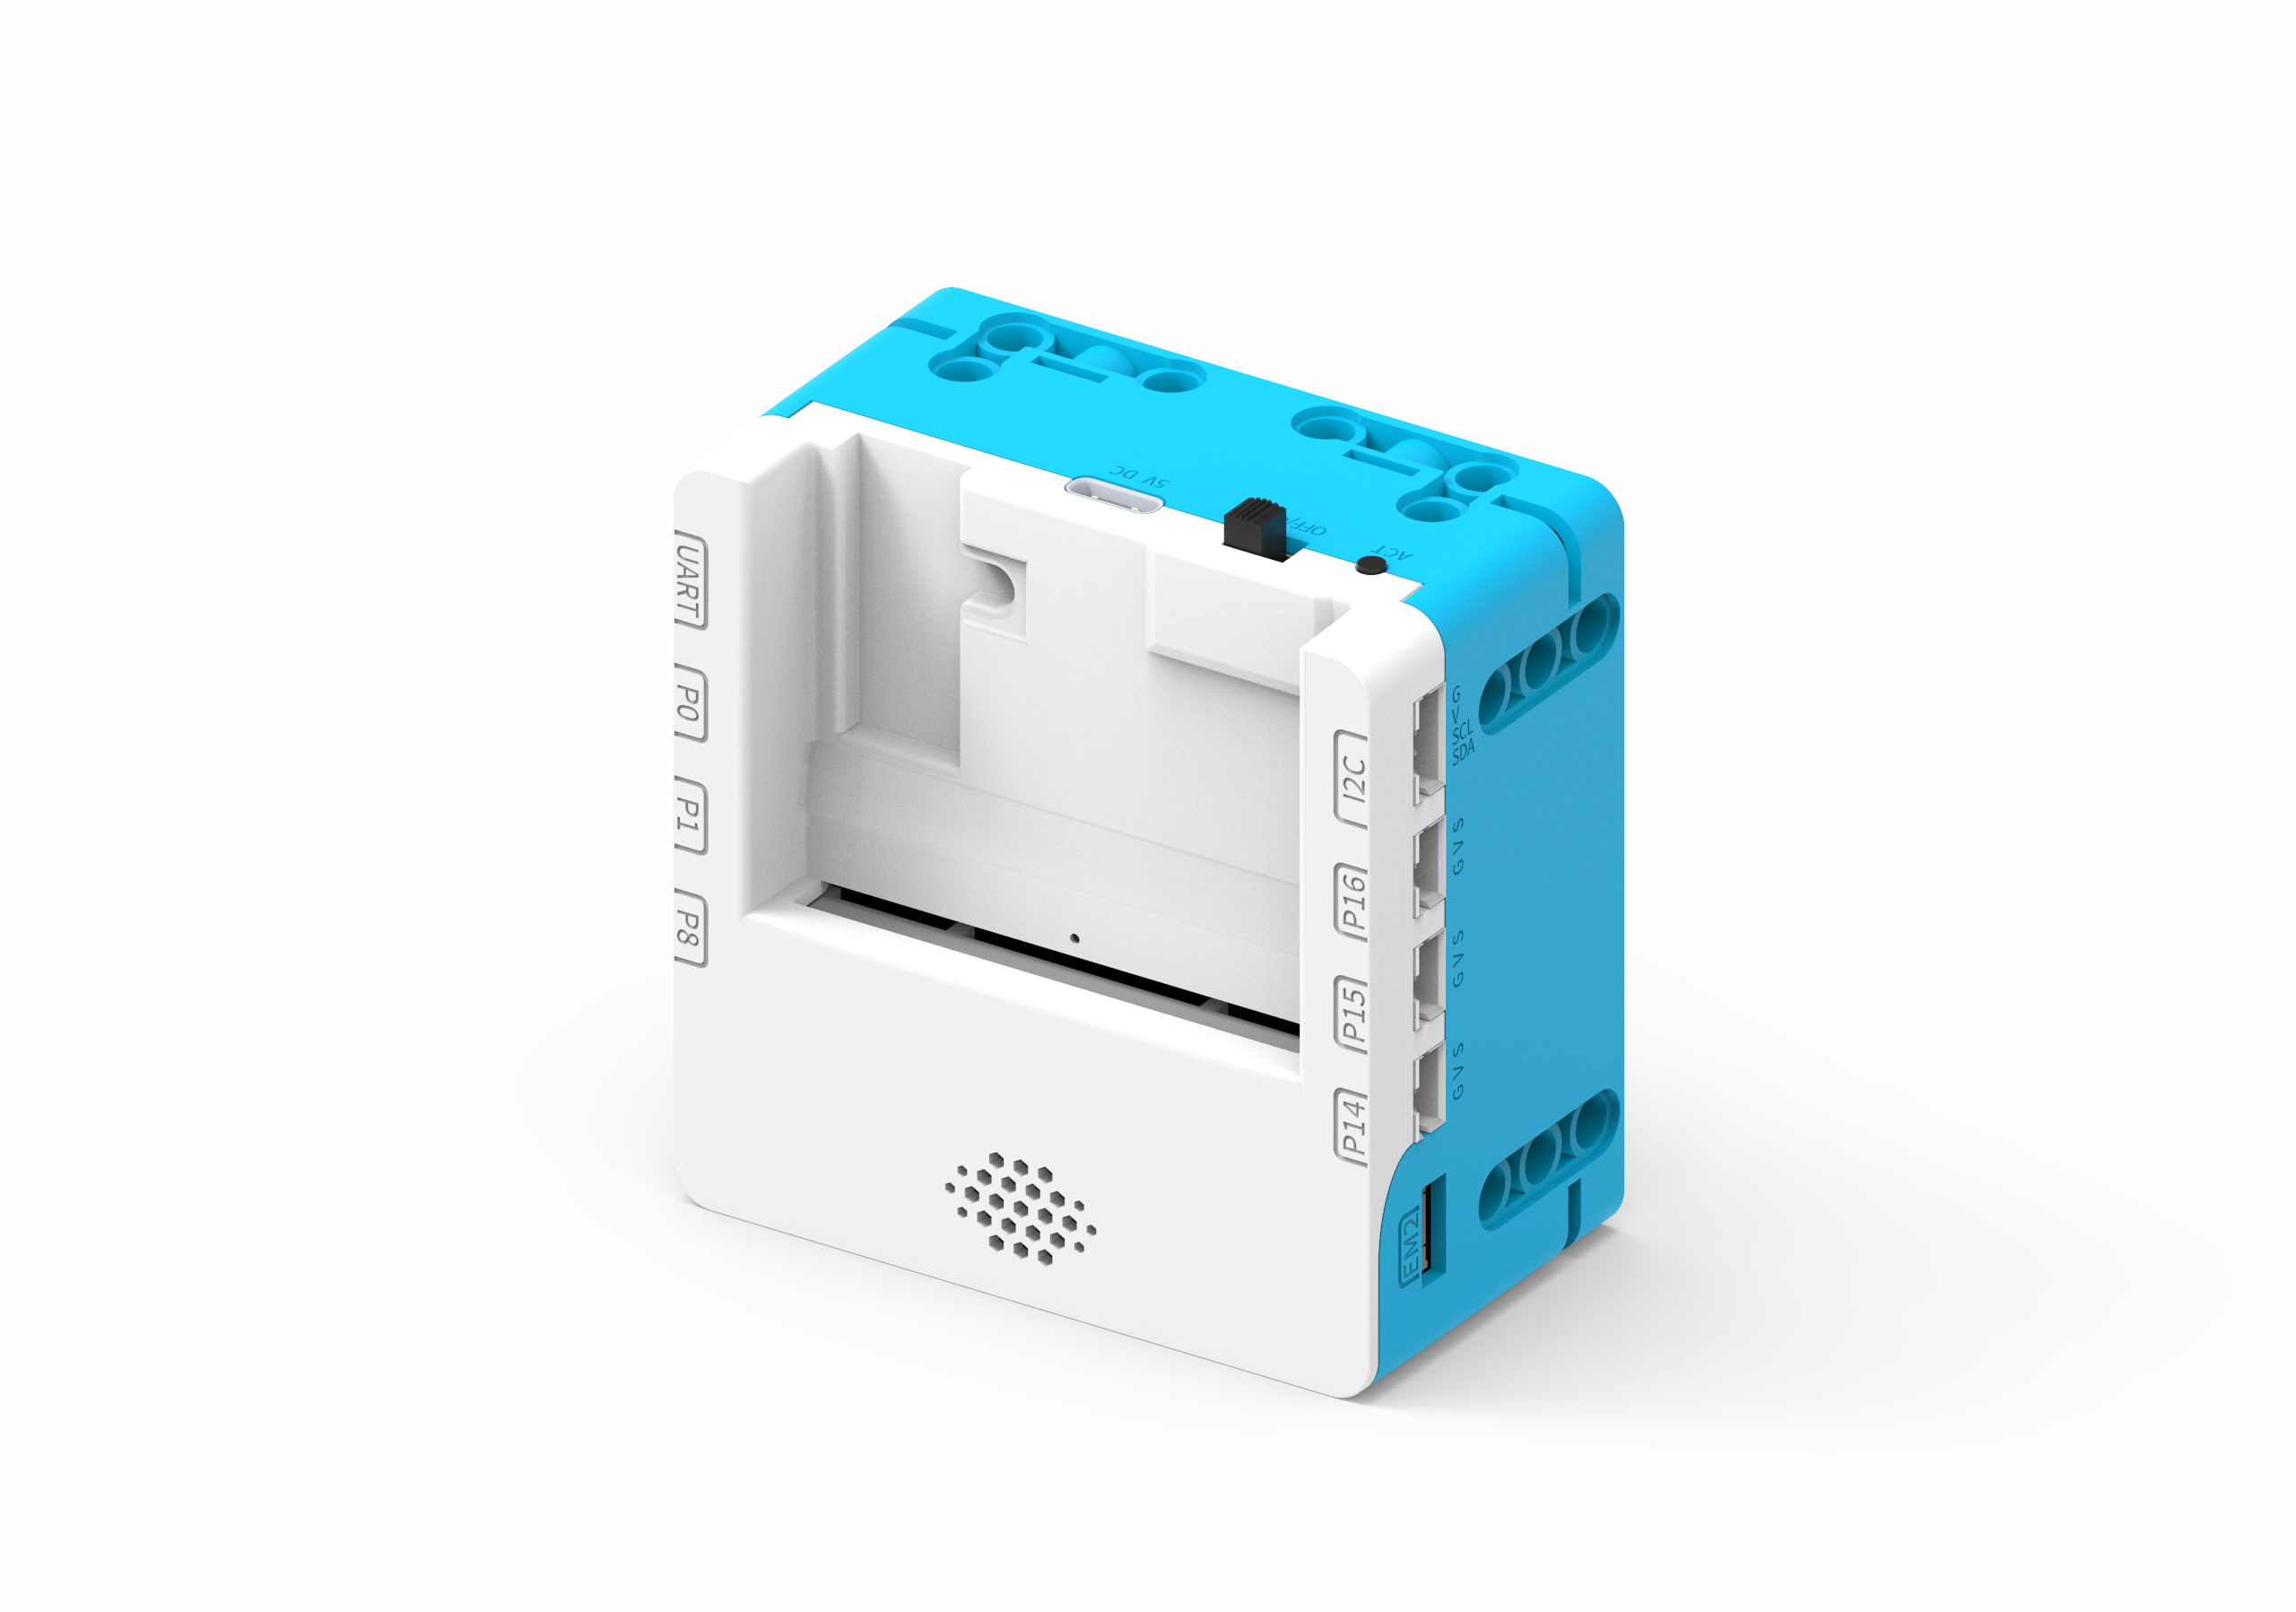 5V DC
OFF/
ACT
UART
P0
P1
P8
I2C
P16
P15
P14
G
V
SCL
SDA
G V S
G V S
G V S
EM2